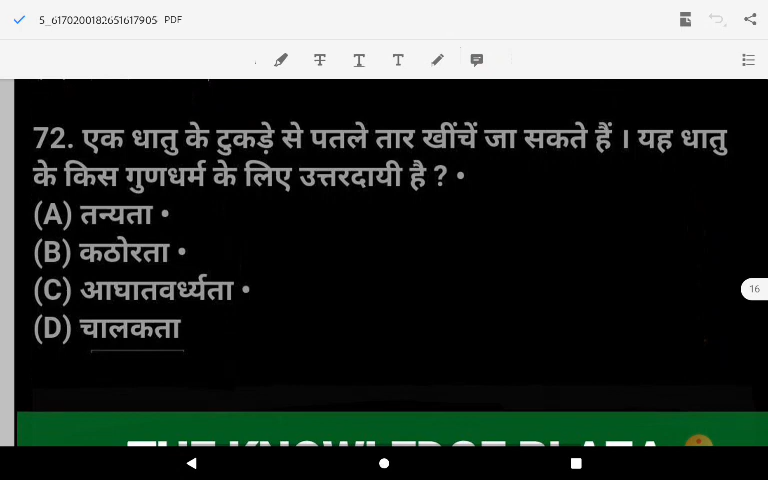 5_6170200182651617905 PDF
72. एक धातु के टुकड़े से पतले तार खींचें जा सकते हैं । यह धातु
के किस गुणधर्म के लिए उत्तरदायी है ? •
(A) तन्यता •
(B) कठोरता •
(C) आघातवर्ध्यता •
16
(D) चालकता